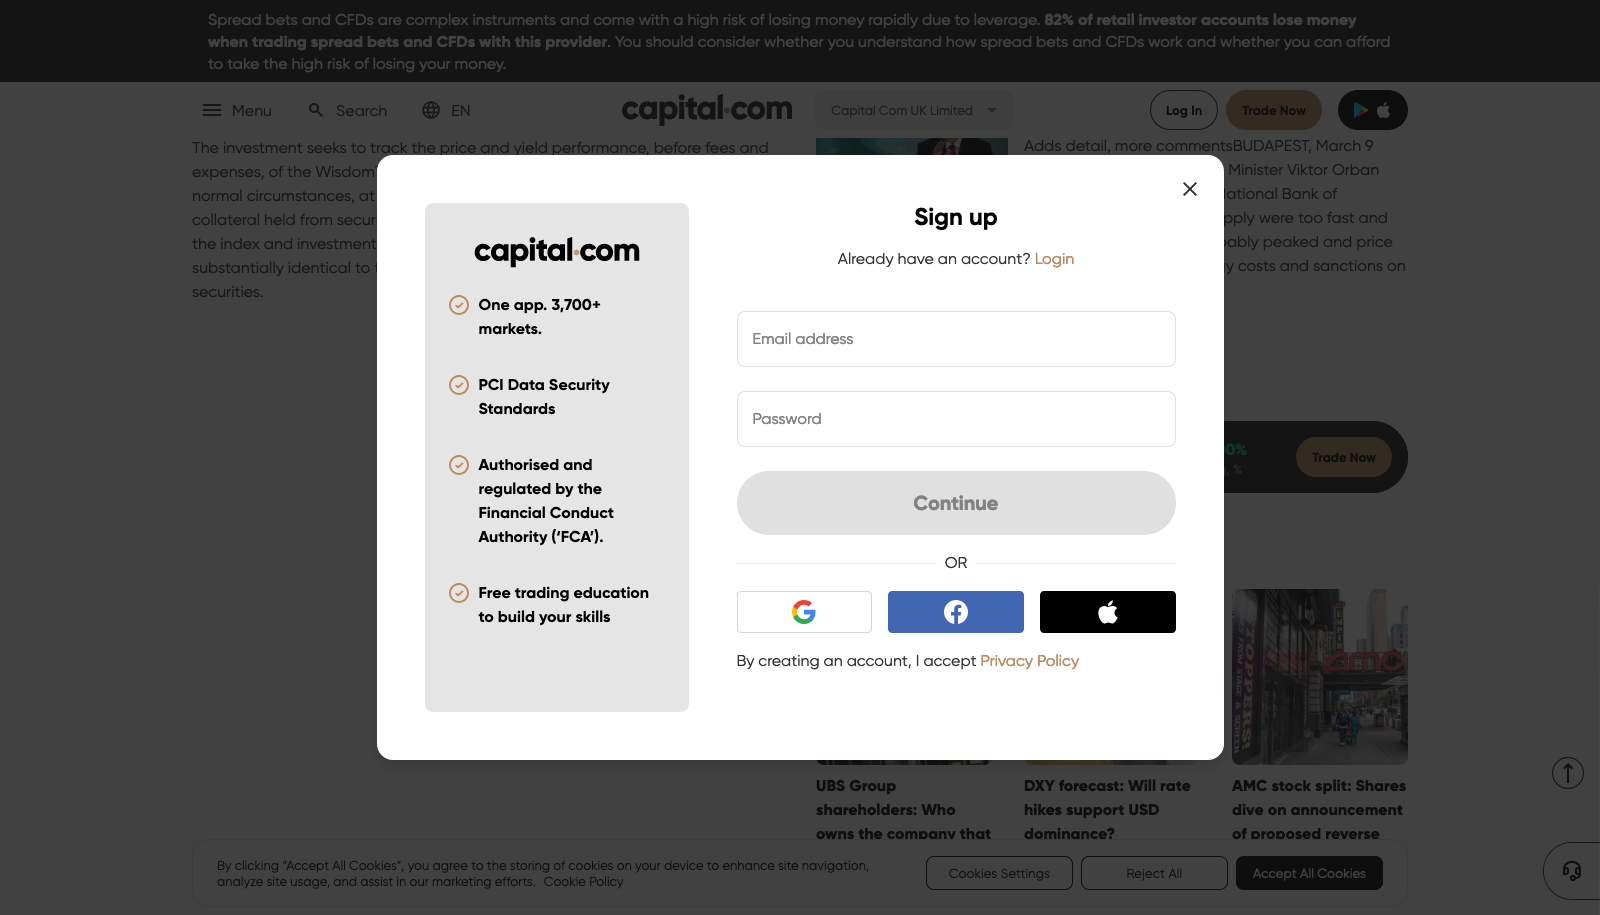 Spread bets and CFDs are complex instruments and come with a high risk of losing money rapidly due to leverage. 82% of retail investor accounts lose money
when trading spread bets and CFDs with this provider. You should consider whether you understand how spread bets and CFDs work and whether you can afford
to take the high risk of losing your money.
Menu
Search
EN
capital.com
Capital Com UK Limited
Log In
Trade Now
The investment seeks to track the price and yield performance, before fees and
expenses, of the Wisdom
normal circumstances, at
collateral held from secur
the index and investment
substantially identical to t
securities.
Adds detail, more commentsBUDAPEST, March 9
Minister Viktor Orban
National Bank of
pply were too fast and
bably peaked and price
y costs and sanctions on
capital.com
One app. 3,700+
markets.
PCI Data Security
Standards
Authorised and
regulated by the
Financial Conduct
Authority (‘FCA’).
Free trading education
to build your skills
Sign up
Already have an account? Login
Email address
Password
Continue
OR
By creating an account, I accept Privacy Policy
0%
%
Trade Now
UBS Group
shareholders: Who
owns the company that
DXY forecast: Will rate
hikes support USD
dominance?
AMC stock split: Shares
dive on announcement
of proposed reverse
By clicking “Accept All Cookies”, you agree to the storing of cookies on your device to enhance site navigation,
analyze site usage, and assist in our marketing efforts. Cookie Policy
Cookies Settings
Reject All
Accept All Cookies